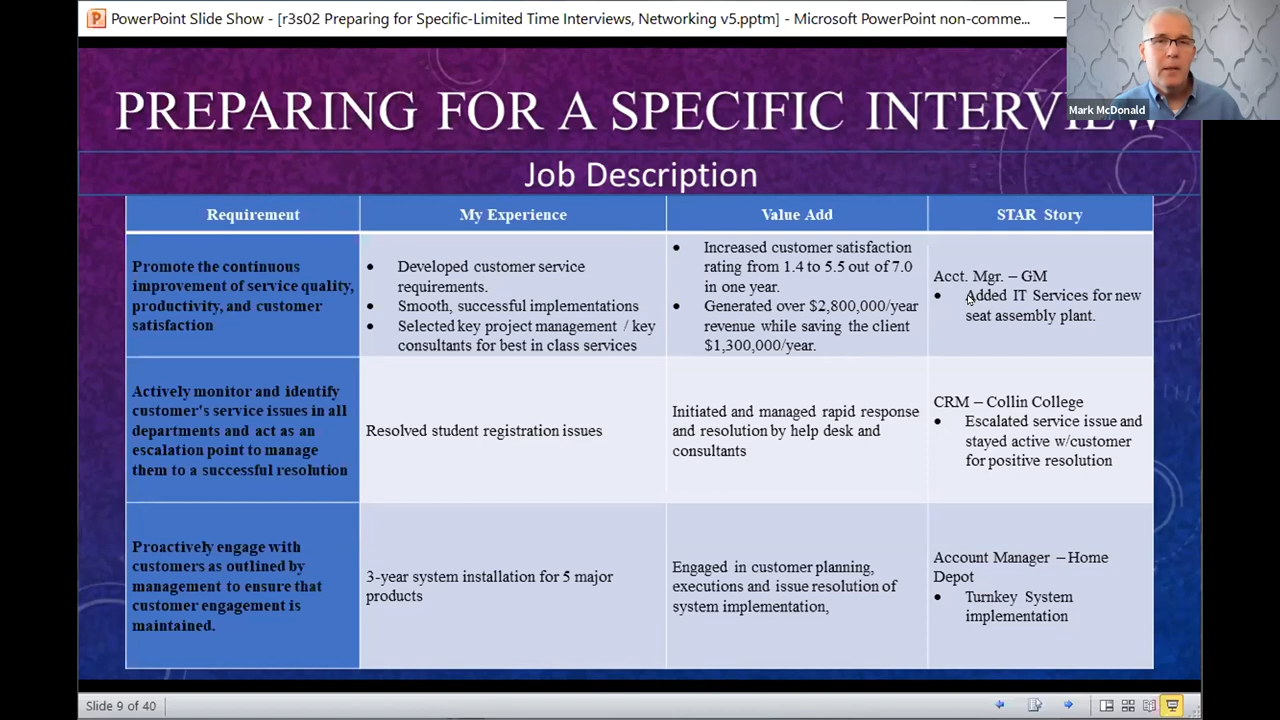 PowerPoint Slide Show - [r3s02 Preparing for Specific-Limited Time Interviews, Networking v5.pptm] - Microsoft PowerPoint non-comme...
Mark McDonald
PREPARING FOR A SPECIFIC INTERVIEW
Job Description
Requirement
My Experience
Value Add
STAR Story
Promote the continuous
improvement of service quality,
productivity, and customer
satisfaction
• Developed customer service
requirements.
• Smooth, successful implementations
• Selected key project management / key
consultants for best in class services
• Increased customer satisfaction
rating from 1.4 to 5.5 out of 7.0
in one year.
• Generated over $2,800,000/year
revenue while saving the client
$1,300,000/year.
Acct. Mgr. – GM
• Added IT Services for new
seat assembly plant.
Actively monitor and identify
customer's service issues in all
departments and act as an
escalation point to manage
them to a successful resolution
Resolved student registration issues
Initiated and managed rapid response
and resolution by help desk and
consultants
CRM – Collin College
• Escalated service issue and
stayed active w/customer
for positive resolution
Proactively engage with
customers as outlined by
management to ensure that
customer engagement is
maintained.
3-year system installation for 5 major
products
Engaged in customer planning,
executions and issue resolution of
system implementation,
Account Manager – Home
Depot
• Turnkey System
implementation
Slide 9 of 40